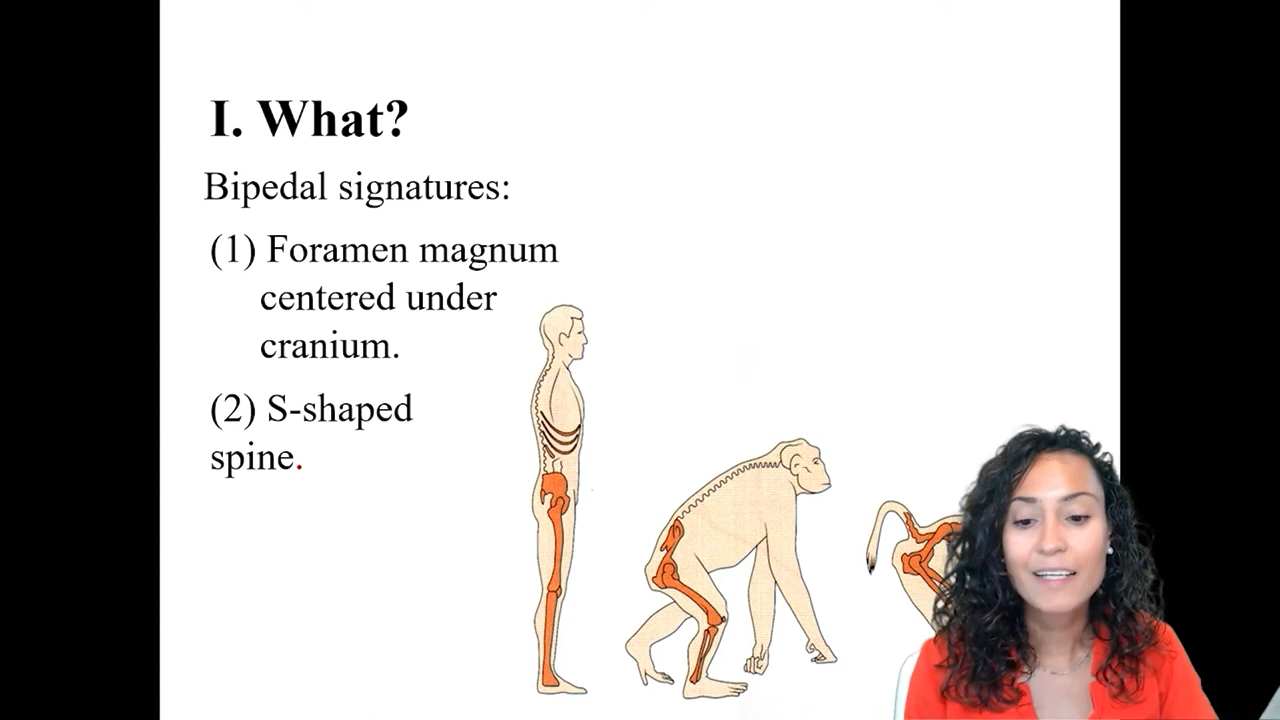 I. What?
Bipedal signatures:
(1) Foramen magnum
centered under
cranium.
(2) S-shaped
spine.